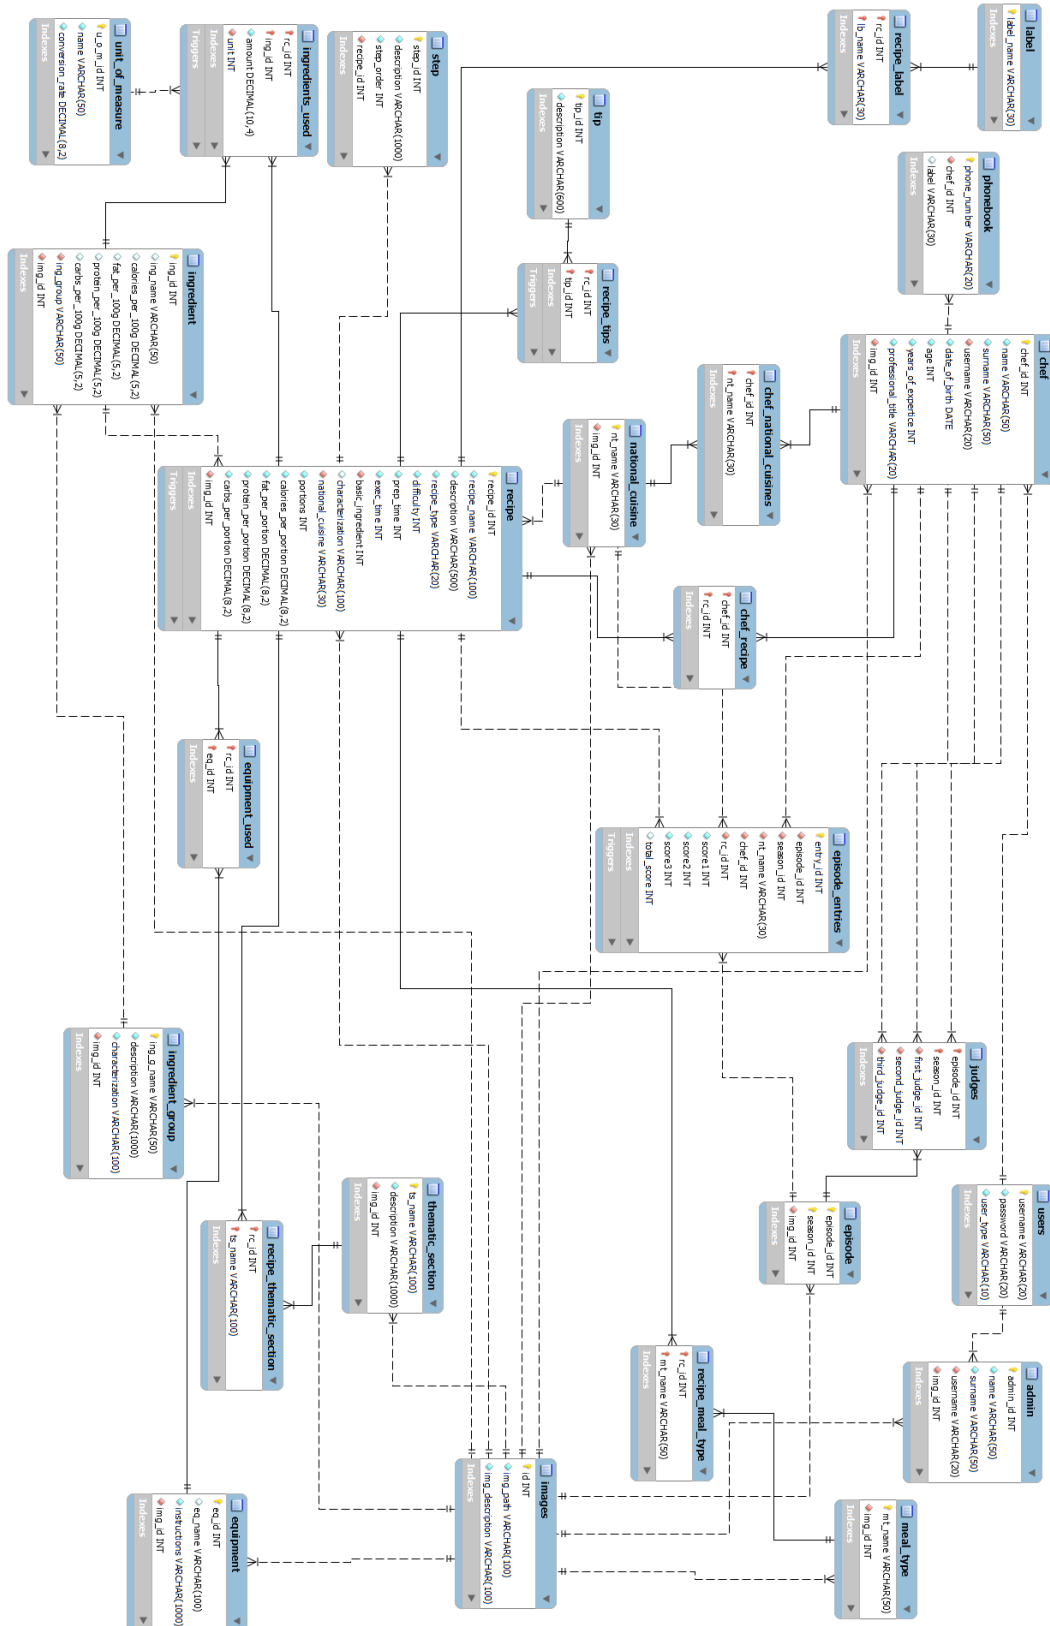 label
label_name VARCHAR(30)
Indexes
recipe_label
rc_id INT
lb_name VARCHAR(30)
Indexes
phonebook
phone_number VARCHAR(20)
chef_id INT
label VARCHAR(30)
Indexes
chef
chef_id INT
name VARCHAR(50)
surname VARCHAR(50)
username VARCHAR(20)
date_of_birth DATE
age INT
years_of_expertice INT
professional_title VARCHAR(20)
img_id INT
Indexes
users
username VARCHAR(20)
password VARCHAR(20)
user_type VARCHAR(10)
Indexes
admin
admin_id INT
name VARCHAR(50)
surname VARCHAR(50)
username VARCHAR(20)
img_id INT
Indexes
judges
episode_id INT
season_id INT
first_judge_id INT
second_judge_id INT
third_judge_id INT
Indexes
meal_type
mt_name VARCHAR(50)
img_id INT
Indexes
episode
episode_id INT
season_id INT
img_id INT
Indexes
episode_entries
entry_id INT
episode_id INT
season_id INT
nt_name VARCHAR(30)
chef_id INT
rc_id INT
score1 INT
score2 INT
score3 INT
total_score INT
Indexes
Triggers
chef_national_cuisines
chef_id INT
nt_name VARCHAR(30)
Indexes
chef_recipe
chef_id INT
rc_id INT
Indexes
recipe_meal_type
rc_id INT
mt_name VARCHAR(50)
Indexes
national_cuisine
nt_name VARCHAR(30)
img_id INT
Indexes
tip
tip_id INT
description VARCHAR(600)
Indexes
recipe_tips
rc_id INT
tip_id INT
Indexes
Triggers
images
id INT
img_path VARCHAR(100)
img_description VARCHAR(100)
Indexes
recipe
recipe_id INT
recipe_name VARCHAR(100)
description VARCHAR(500)
recipe_type VARCHAR(20)
difficulty INT
prep_time INT
exec_time INT
basic_ingredient INT
characterization VARCHAR(100)
national_cuisine VARCHAR(30)
portions INT
calories_per_portion DECIMAL(8,2)
fat_per_portion DECIMAL(8,2)
protein_per_portion DECIMAL(8,2)
carbs_per_portion DECIMAL(8,2)
img_id INT
Indexes
Triggers
step
step_id INT
description VARCHAR(1000)
step_order INT
recipe_id INT
Indexes
thematic_section
ts_name VARCHAR(100)
description VARCHAR(1000)
img_id INT
Indexes
ingredients_used
rc_id INT
ing_id INT
amount DECIMAL(10,4)
unit INT
Indexes
Triggers
recipe_thematic_section
rc_id INT
ts_name VARCHAR(100)
Indexes
equipment_used
rc_id INT
eq_id INT
Indexes
equipment
eq_id INT
eq_name VARCHAR(100)
instructions VARCHAR(1000)
img_id INT
Indexes
ingredient
ing_id INT
ing_name VARCHAR(50)
calories_per_100g DECIMAL(5,2)
fat_per_100g DECIMAL(5,2)
protein_per_100g DECIMAL(5,2)
carbs_per_100g DECIMAL(5,2)
ing_group VARCHAR(50)
img_id INT
Indexes
ingredient_group
ing_g_name VARCHAR(50)
description VARCHAR(1000)
characterization VARCHAR(100)
img_id INT
Indexes
unit_of_measure
u_o_m_id INT
name VARCHAR(50)
conversion_rate DECIMAL(8,2)
Indexes